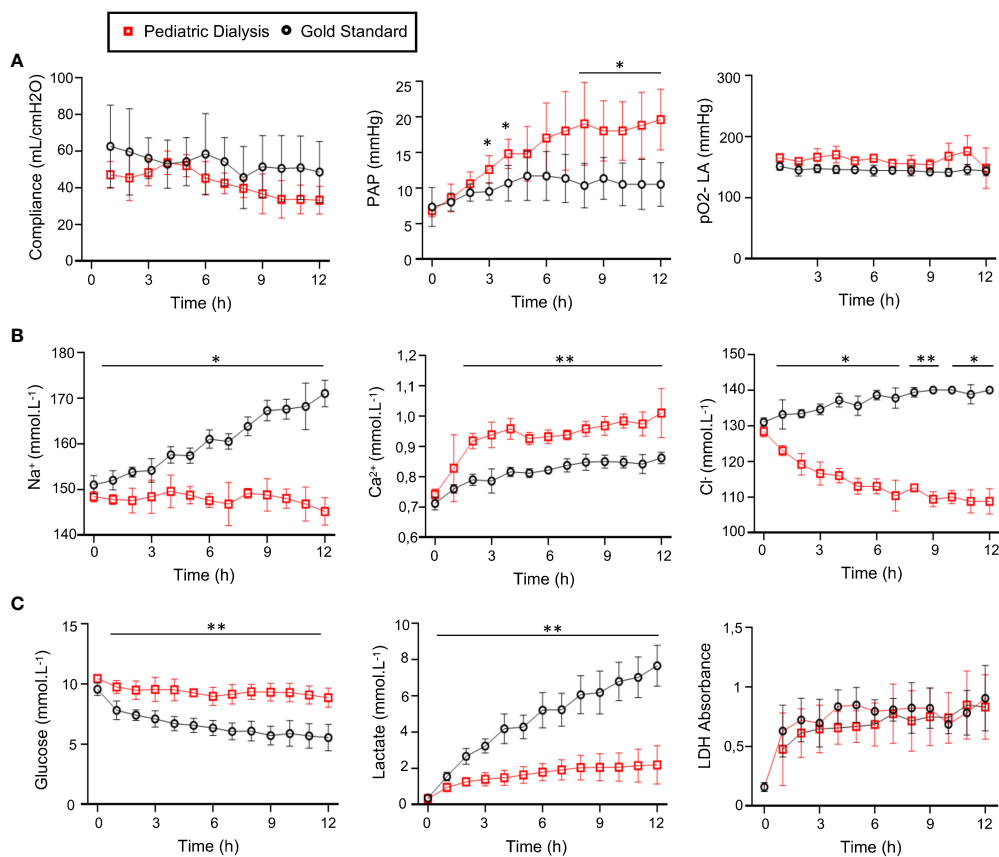 Pediatric Dialysis Gold Standard
A
Compliance (mL/cmH2O)
100
80
60
40
20
0
0 3 6 9 12
Time (h)
PAP (mmHg)
25
20
15
10
5
0
* * *
0 3 6 9 12
Time (h)
pO2- LA (mmHg)
300
200
100
0
3 6 9 12
Time (h)
B
Na⁺ (mmol.L⁻¹)
180
170
160
150
140
*
0 3 6 9 12
Time (h)
Ca²⁺ (mmol.L⁻¹)
1,2
1,1
1,0
0,9
0,8
0,7
0,6
**
0 3 6 9 12
Time (h)
Cl⁻ (mmol.L⁻¹)
150
140
130
120
110
100
* ** *
0 3 6 9 12
Time (h)
C
Glucose (mmol.L⁻¹)
15
10
5
0
**
0 3 6 9 12
Time (h)
Lactate (mmol.L⁻¹)
10
8
6
4
2
0
**
0 3 6 9 12
Time (h)
LDH Absorbance
1,5
1
0,5
0
0 3 6 9 12
Time (h)